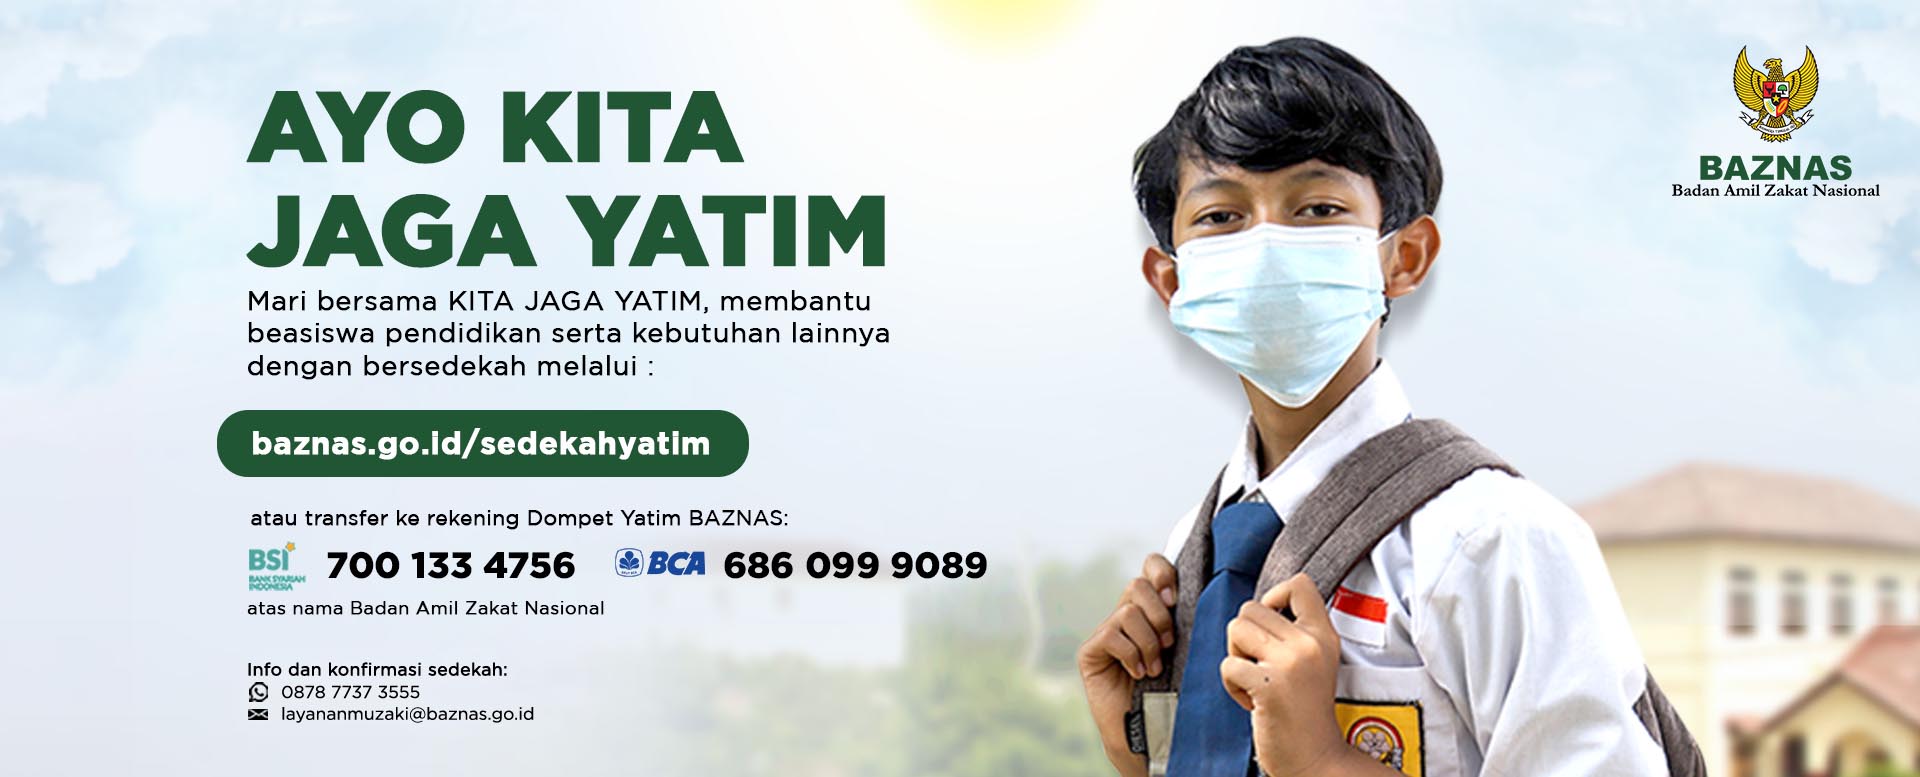 AYO KITA
JAGA YATIM
Mari bersama KITA JAGA YATIM, membantu
beasiswa pendidikan serta kebutuhan lainnya
dengan bersedekah melalui :
baznas.go.id/sedekahyatim
atau transfer ke rekening Dompet Yatim BAZNAS:
BSI
BANK SYARIAH
INDONESIA
700 133 4756
BCA
686 099 9089
atas nama Badan Amil Zakat Nasional
Info dan konfirmasi sedekah:
0878 7737 3555
layananmuzaki@baznas.go.id
BAZNAS
Badan Amil Zakat Nasional